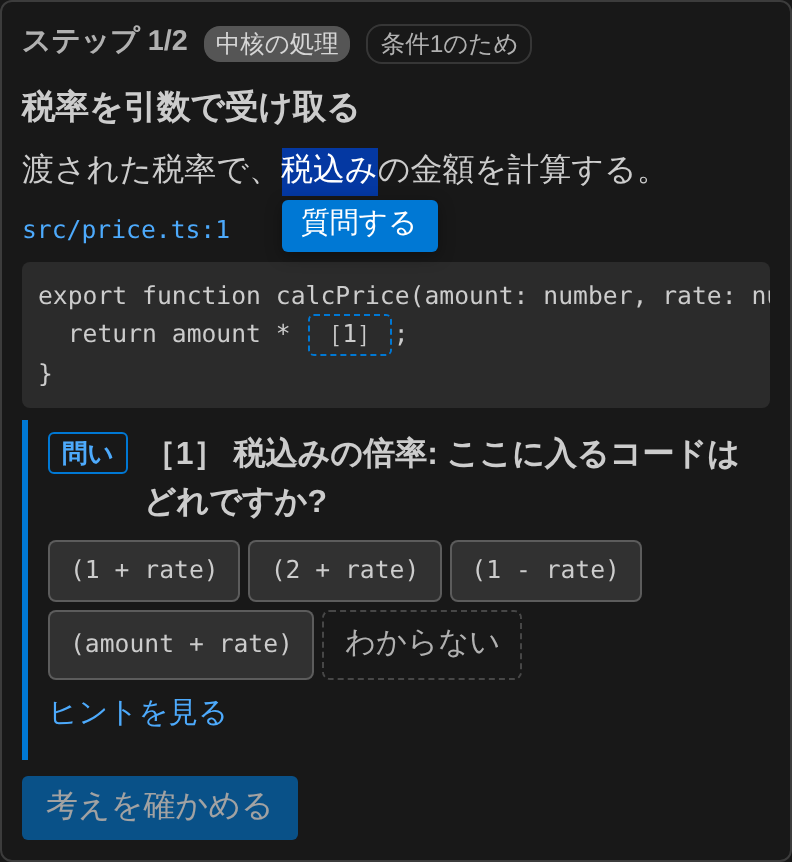 ステップ 1/2 中核の処理 条件1のため
税率を引数で受け取る
渡された税率で、税込みの金額を計算する。
src/price.ts:1 質問する
export function calcPrice(amount: number, rate:
return amount * ［1］ ;
}
問い ［1］ 税込みの倍率: ここに入るコードは
どれですか?
(1 + rate) (2 + rate) (1 - rate)
(amount + rate) わからない
ヒントを見る
考えを確かめる